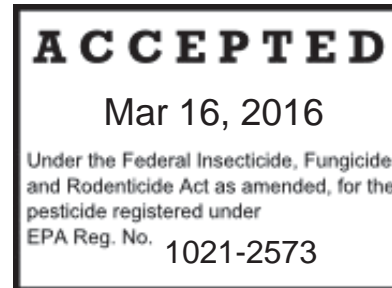 ACCEPTED
Mar 16, 2016
Under the Federal Insecticide, Fungicide
and Rodenticide Act as amended, for the
pesticide registered under
EPA Reg. No. 1021-2573